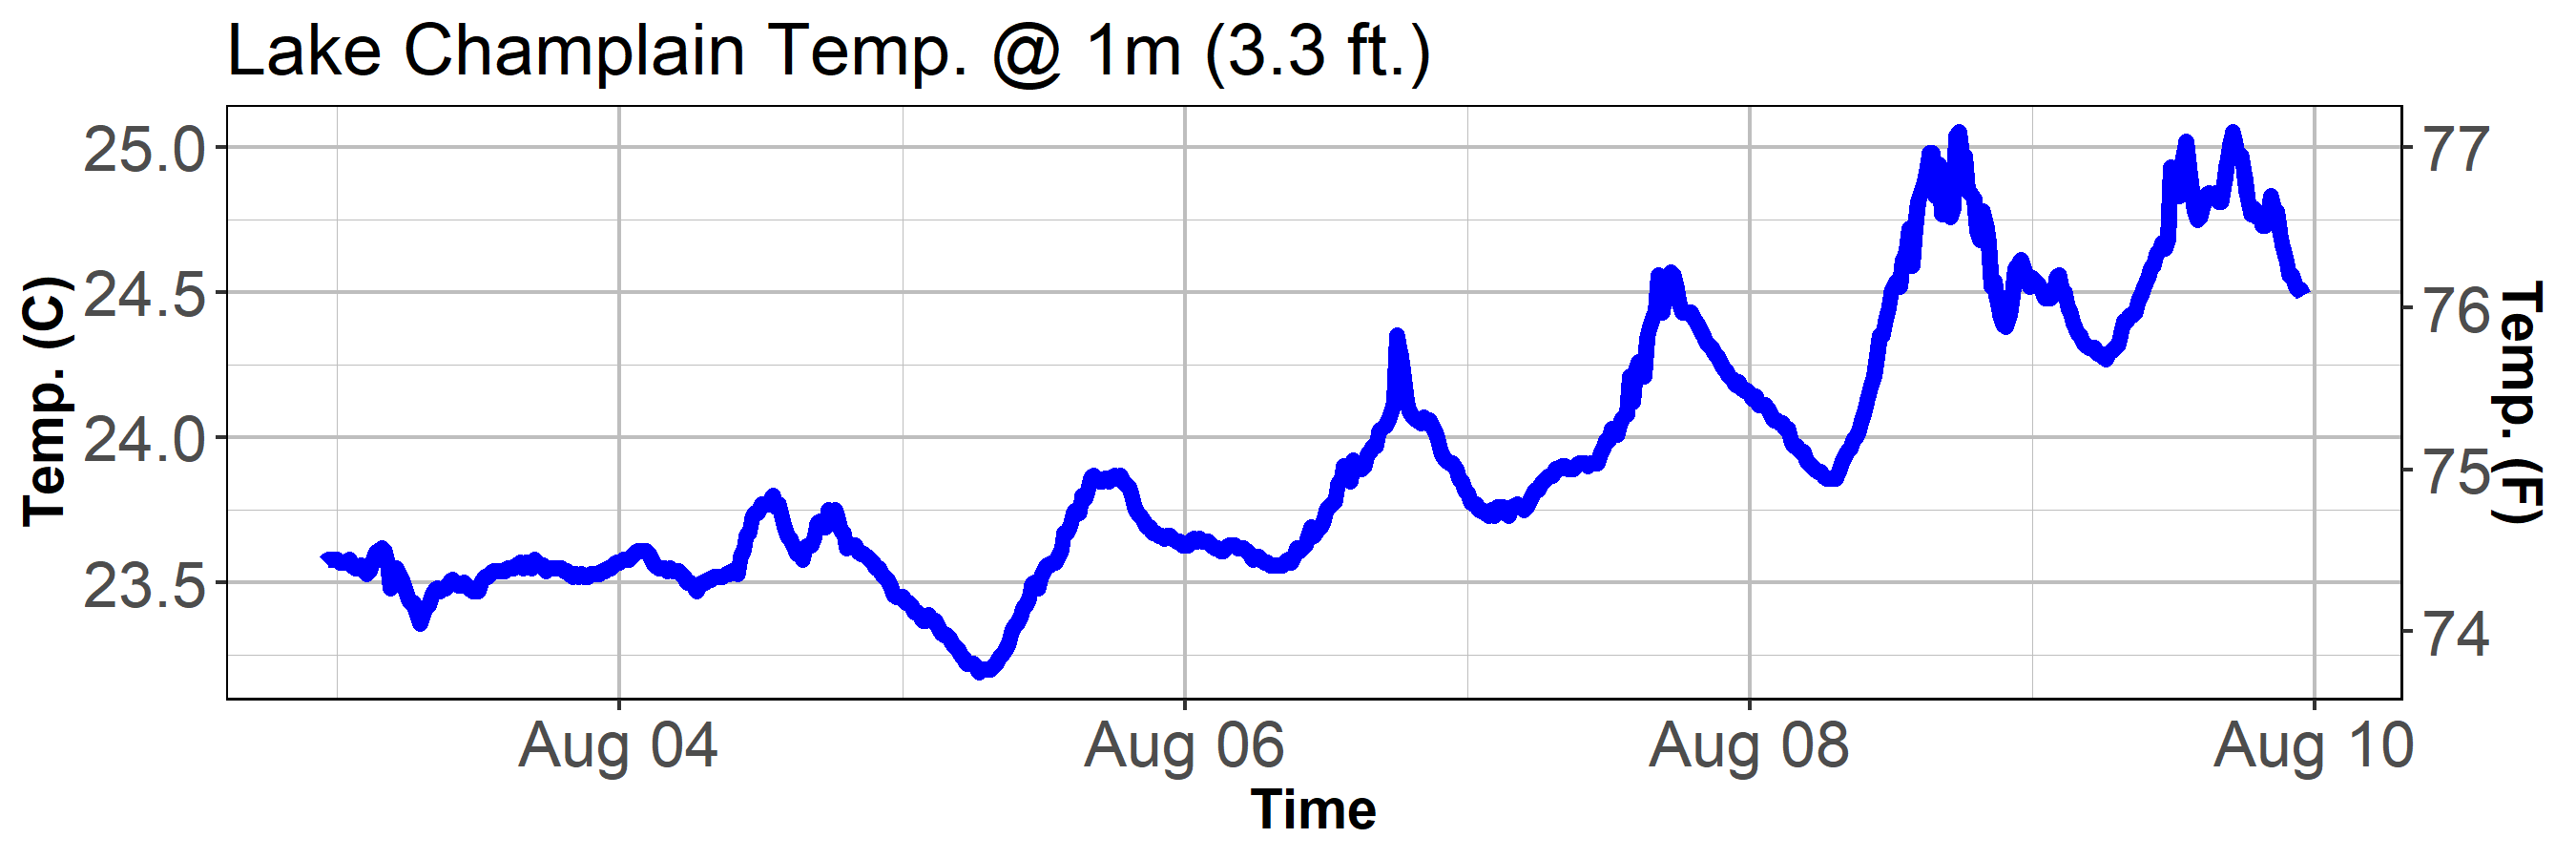 Lake Champlain Temp. @ 1m (3.3 ft.)
Temp. (C)
25.0
24.5
24.0
23.5
77
76
75
74
Temp. (F)
Aug 04
Aug 06
Aug 08
Aug 10
Time